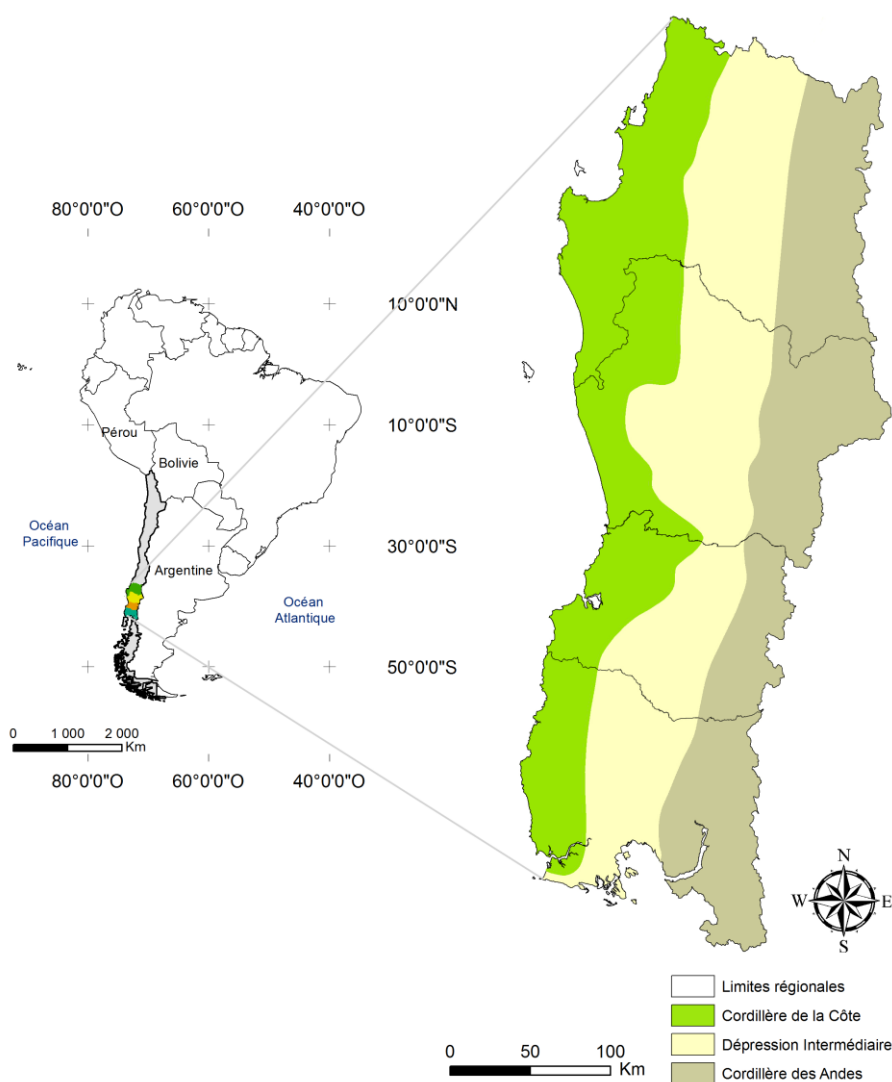 80°0'0"O 60°0'0"O 40°0'0"O
10°0'0"N
10°0'0"S
Pérou
Bolivie
Océan
Pacifique
30°0'0"S
Argentine
Océan
Atlantique
50°0'0"S
0 1 000 2 000
Km
80°0'0"O 60°0'0"O 40°0'0"O
N
W E
S
Limites régionales
Cordillère de la Côte
Dépression Intermédiaire
Cordillère des Andes
0 50 100
Km